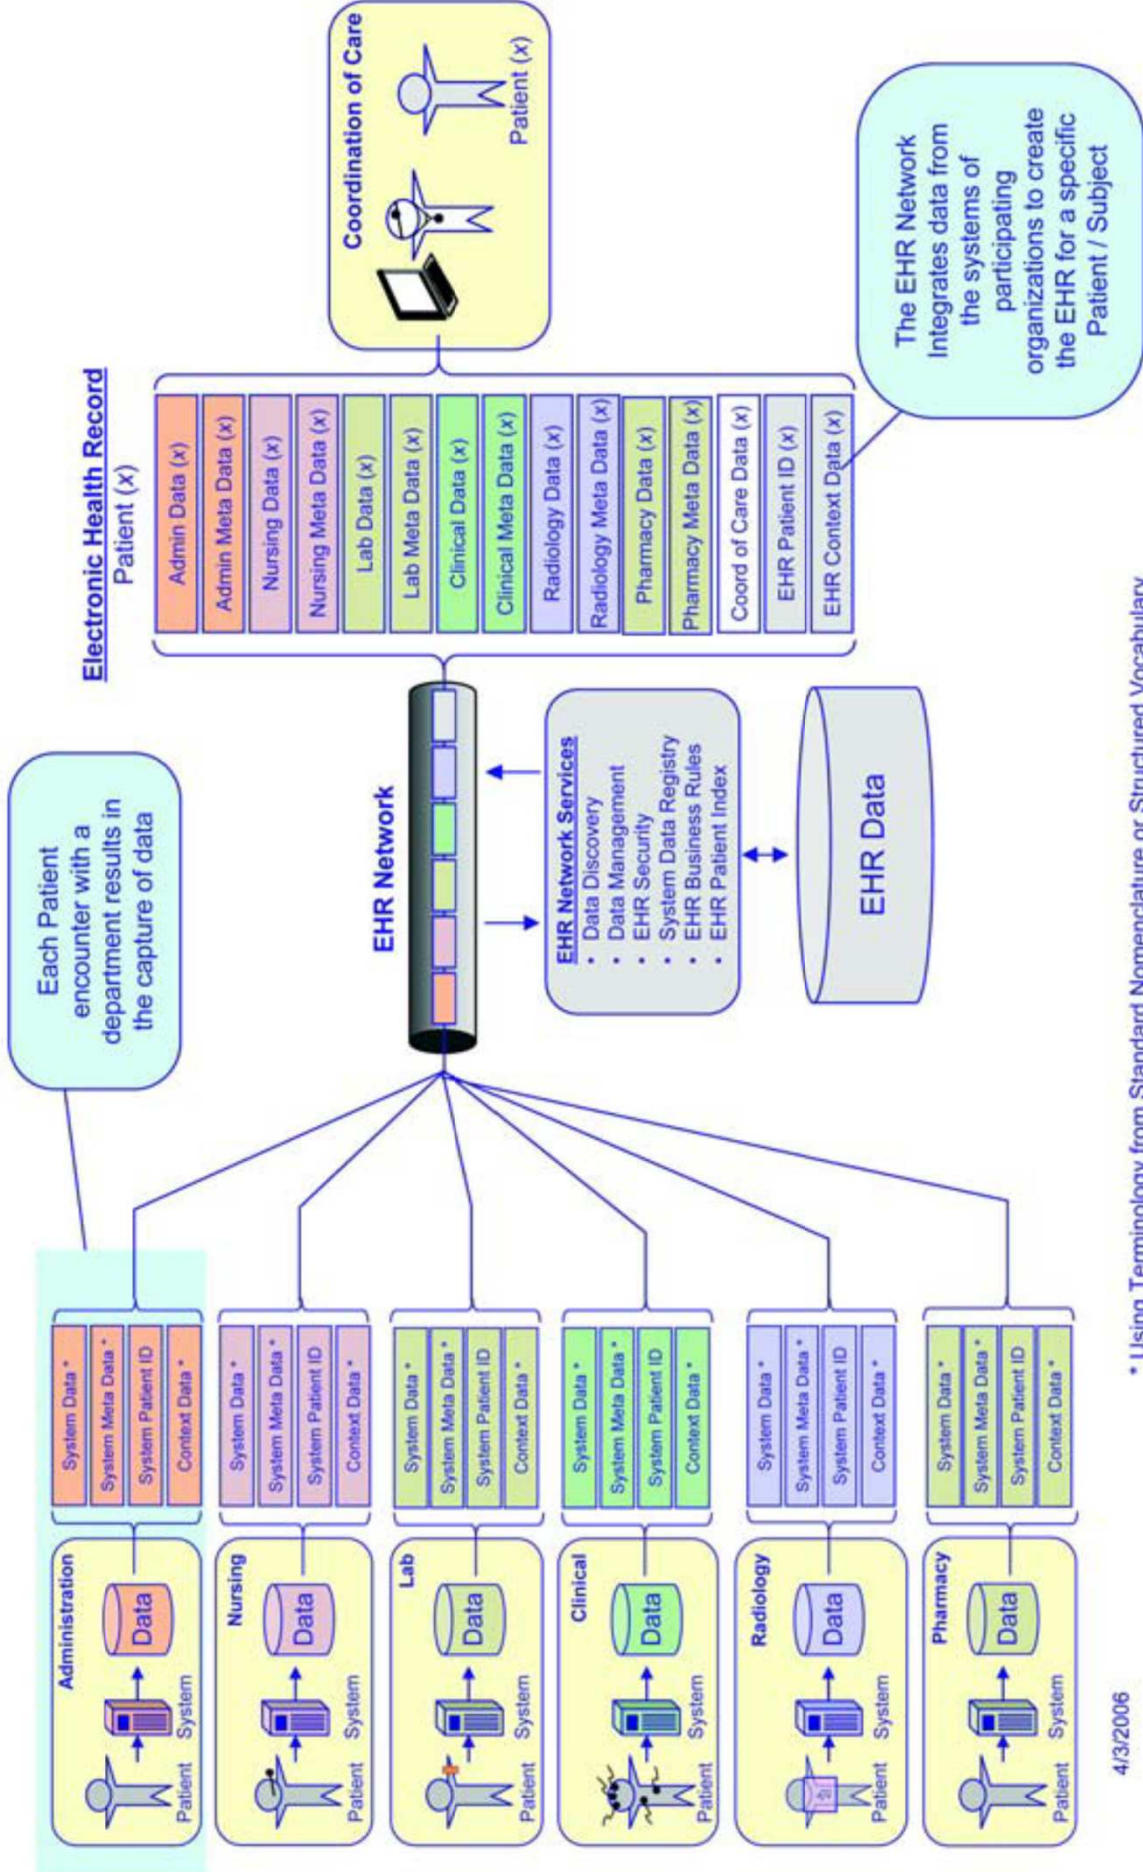 Each Patient
encounter with a
department results in
the capture of data
Administration
Patient
System
Data
System Data *
System Meta Data *
System Patient ID
Context Data *
Nursing
Patient
System
Data
System Data *
System Meta Data *
System Patient ID
Context Data *
Lab
Patient
System
Data
System Data *
System Meta Data *
System Patient ID
Context Data *
Clinical
Patient
System
Data
System Data *
System Meta Data *
System Patient ID
Context Data *
Radiology
Patient
System
Data
System Data *
System Meta Data *
System Patient ID
Context Data *
Pharmacy
Patient
System
Data
System Data *
System Meta Data *
System Patient ID
Context Data *
EHR Network
EHR Network Services
• Data Discovery
• Data Management
• EHR Security
• System Data Registry
• EHR Business Rules
• EHR Patient Index
EHR Data
Electronic Health Record
Patient (x)
Admin Data (x)
Admin Meta Data (x)
Nursing Data (x)
Nursing Meta Data (x)
Lab Data (x)
Lab Meta Data (x)
Clinical Data (x)
Clinical Meta Data (x)
Radiology Data (x)
Radiology Meta Data (x)
Pharmacy Data (x)
Pharmacy Meta Data (x)
Coord of Care Data (x)
EHR Patient ID (x)
EHR Context Data (x)
Coordination of Care
Patient (x)
The EHR Network
Integrates data from
the systems of
participating
organizations to create
the EHR for a specific
Patient / Subject
4/3/2006
* Using Terminology from Standard Nomenclature or Structured Vocabulary